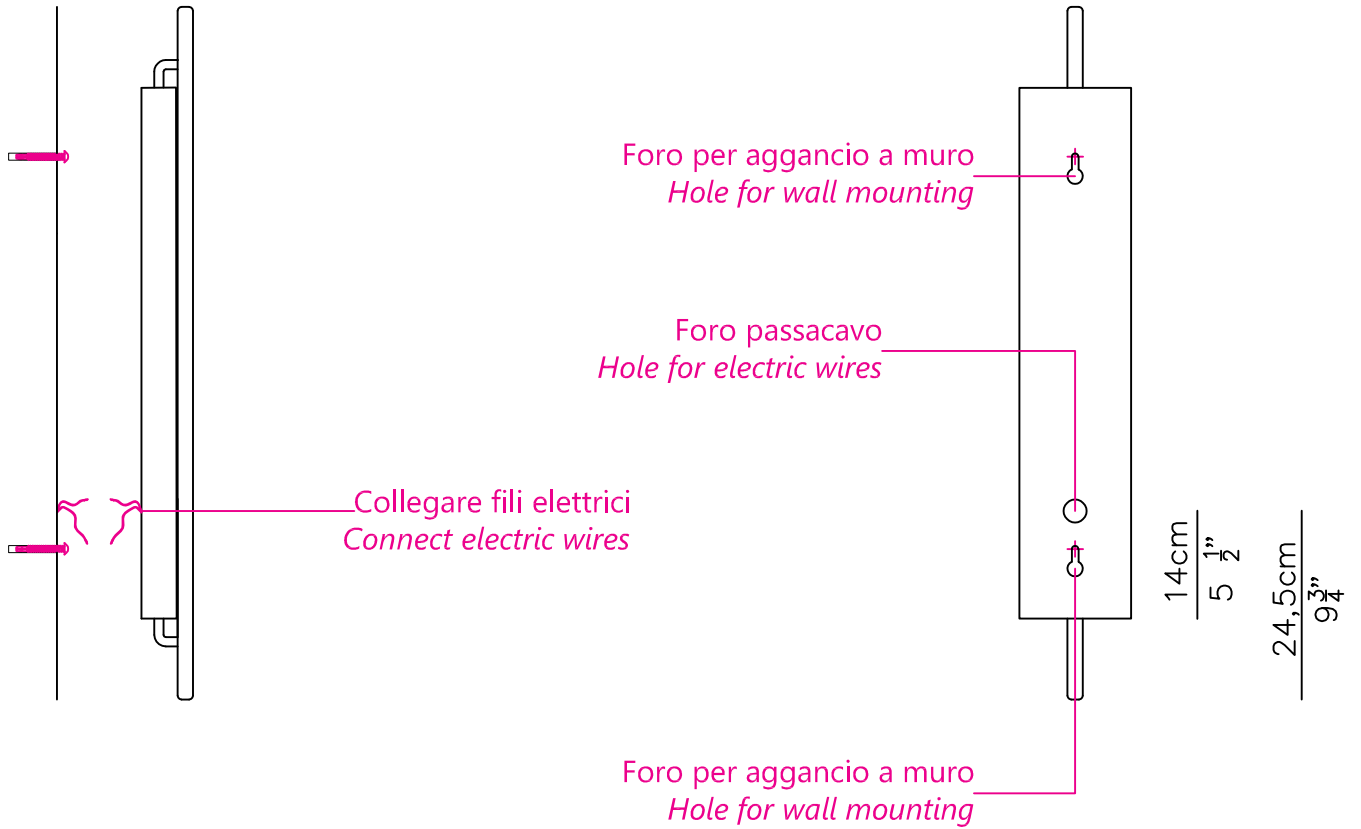 Foro per aggancio a muro
Hole for wall mounting
Foro passacavo
Hole for electric wires
Collegare fili elettrici
Connect electric wires
14cm
5 1/2”
24,5cm
9 3/4”
Foro per aggancio a muro
Hole for wall mounting